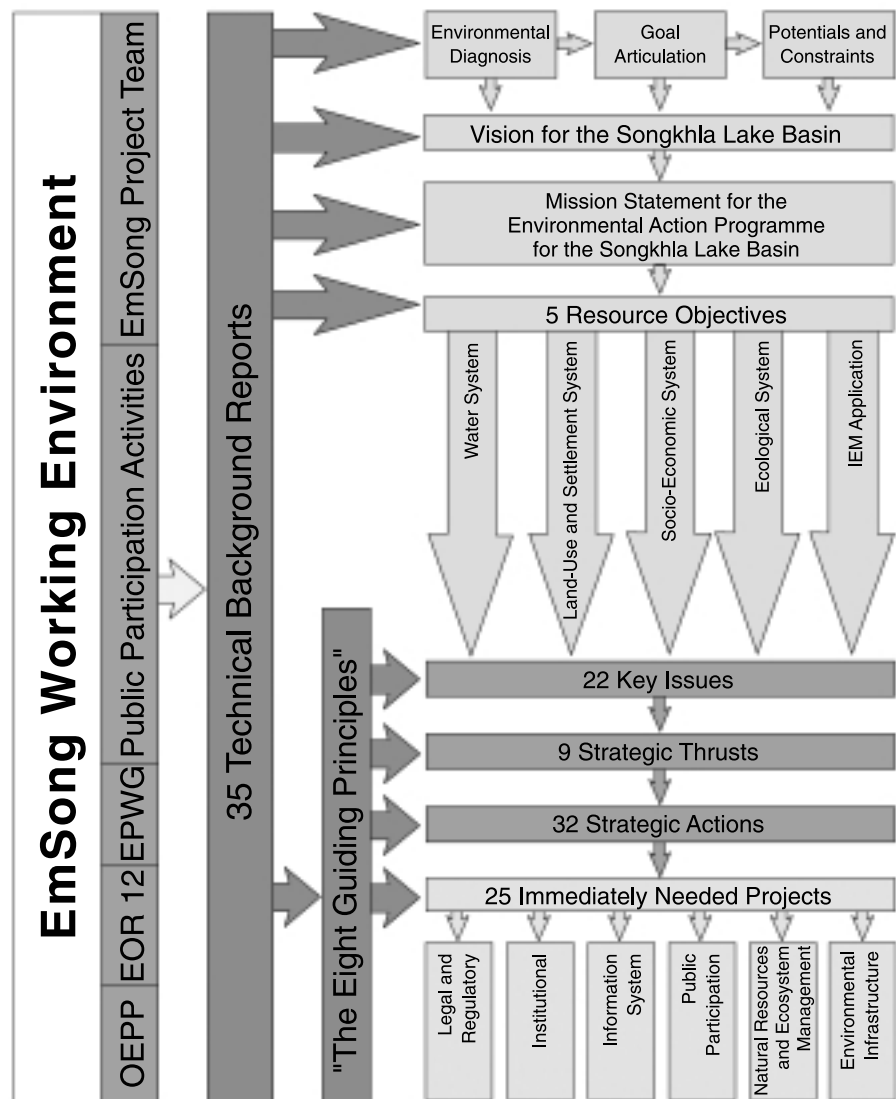 EmSong Working Environment
EmSong Project Team
Public Participation Activities
EPWG
EOR 12
OEPP
35 Technical Background Reports
"The Eight Guiding Principles"
Environmental
Diagnosis
Goal
Articulation
Potentials and
Constraints
Vision for the Songkhla Lake Basin
Mission Statement for the
Environmental Action Programme
for the Songkhla Lake Basin
5 Resource Objectives
Water System
Land-Use and Settlement System
Socio-Economic System
Ecological System
IEM Application
22 Key Issues
9 Strategic Thrusts
32 Strategic Actions
25 Immediately Needed Projects
Legal and
Regulatory
Institutional
Information
System
Public
Participation
Natural Resources
and Ecosystem
Management
Environmental
Infrastructure